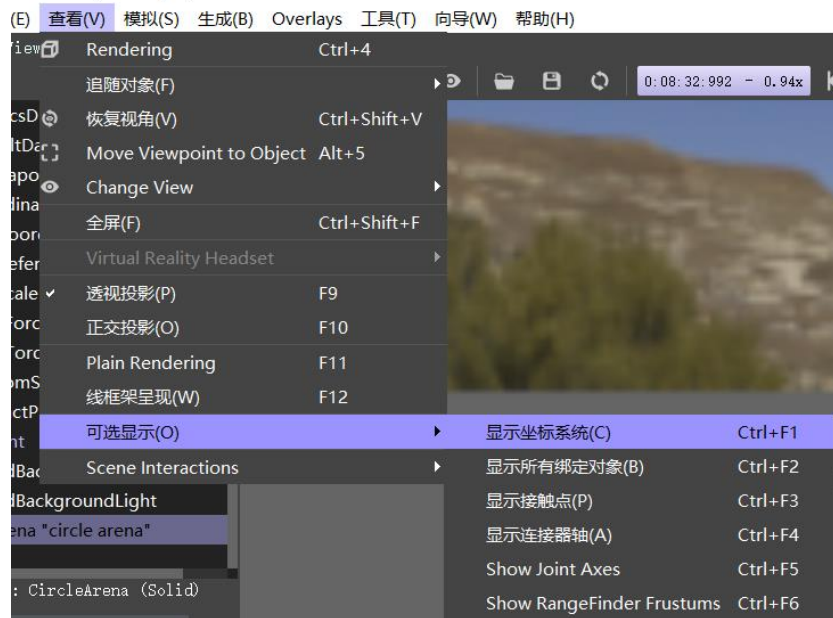 (E) 查看(V) 模拟(S) 生成(B) Overlays 工具(T) 向导(W) 帮助(H)
Rendering Ctrl+4
追随对象(F)
0:08:32:992 - 0.94x
恢复视角(V) Ctrl+Shift+V
Move Viewpoint to Object Alt+5
Change View
全屏(F) Ctrl+Shift+F
Virtual Reality Headset
透视投影(P) F9
正交投影(O) F10
Plain Rendering F11
线框架呈现(W) F12
可选显示(O) 显示坐标系统(C) Ctrl+F1
Scene Interactions 显示所有绑定对象(B) Ctrl+F2
dBackgroundLight 显示接触点(P) Ctrl+F3
ena "circle arena" 显示连接器轴(A) Ctrl+F4
Show Joint Axes Ctrl+F5
: CircleArena (Solid) Show RangeFinder Frustums Ctrl+F6